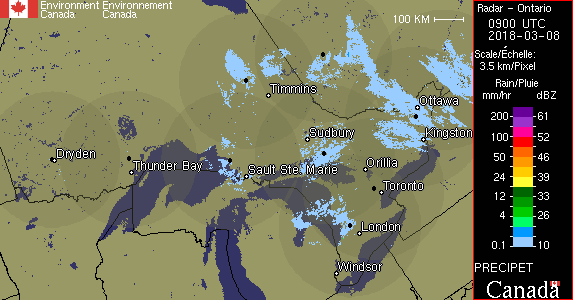 Environment Environnement
Canada Canada
100 KM
Timmins
Ottawa
Sudbury
Kingston
Dryden
Thunder Bay
Sault Ste. Marie
Orillia
Toronto
London
Windsor
Radar - Ontario
0900 UTC
2018-03-08
Scale/Échelle:
3.5 km/Pixel
Rain/Pluie
mm/hr dBZ
200 61
100 52
50 46
24 39
12 33
4 26
0.1 10
PRECIPET
Canada